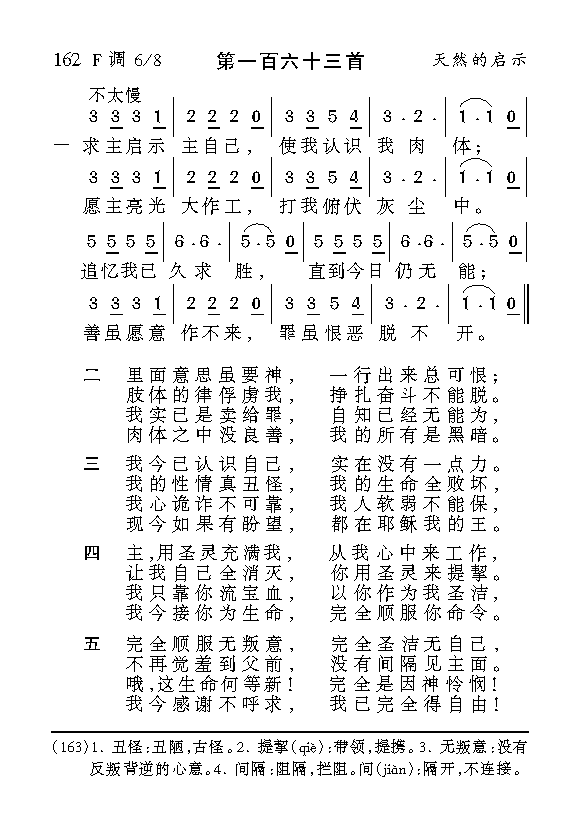 162 F 调 6/8 第一百六十三首 天然的启示
不太慢
3 3 3 1 | 2 2 2 0 | 3 3 5 4 | 3 · 2 · | 1 · 1 0 |
一 求主启示 主自己， 使我认识 我 肉 体；
3 3 3 1 | 2 2 2 0 | 3 3 5 4 | 3 · 2 · | 1 · 1 0 |
愿主亮光 大作工， 打我俯伏 灰 尘 中。
5 5 5 5 | 6 · 6 · | 5 · 5 0 | 5 5 5 5 | 6 · 6 · | 5 · 5 0 |
追忆我已 久 求 胜， 直到今日 仍 无 能；
3 3 3 1 | 2 2 2 0 | 3 3 5 4 | 3 · 2 · | 1 · 1 0 ‖
善虽愿意 作不来， 罪虽恨恶 脱 不 开。
二 里面意思虽要神， 一行出来总可恨；
肢体的律俘虏我， 挣扎奋斗不能脱。
我实已是卖给罪， 自知已经无能为，
肉体之中没良善， 我的所有是黑暗。
三 我今已认识自己， 实在没有一点力。
我的性情真丑怪， 我的生命全败坏，
我心诡诈不可靠， 我人软弱不能保，
现今如果有盼望， 都在耶稣我的王。
四 主，用圣灵充满我， 从我心中来工作，
让我自己全消灭， 你用圣灵来提挈。
我只靠你流宝血， 以你作为我圣洁，
我今接你为生命， 完全顺服你命令。
五 完全顺服无叛意， 完全圣洁无自己，
不再觉羞到父前， 没有间隔见主面。
哦，这生命何等新！ 完全是因神怜悯！
我今感谢不呼求， 我已完全得自由！
(163)1. 丑怪：丑陋，古怪。2. 提挈(qiè)：带领，提携。3. 无叛意：没有
反叛背逆的心意。4. 间隔：阻隔，拦阻。间(jiàn)：隔开，不连接。